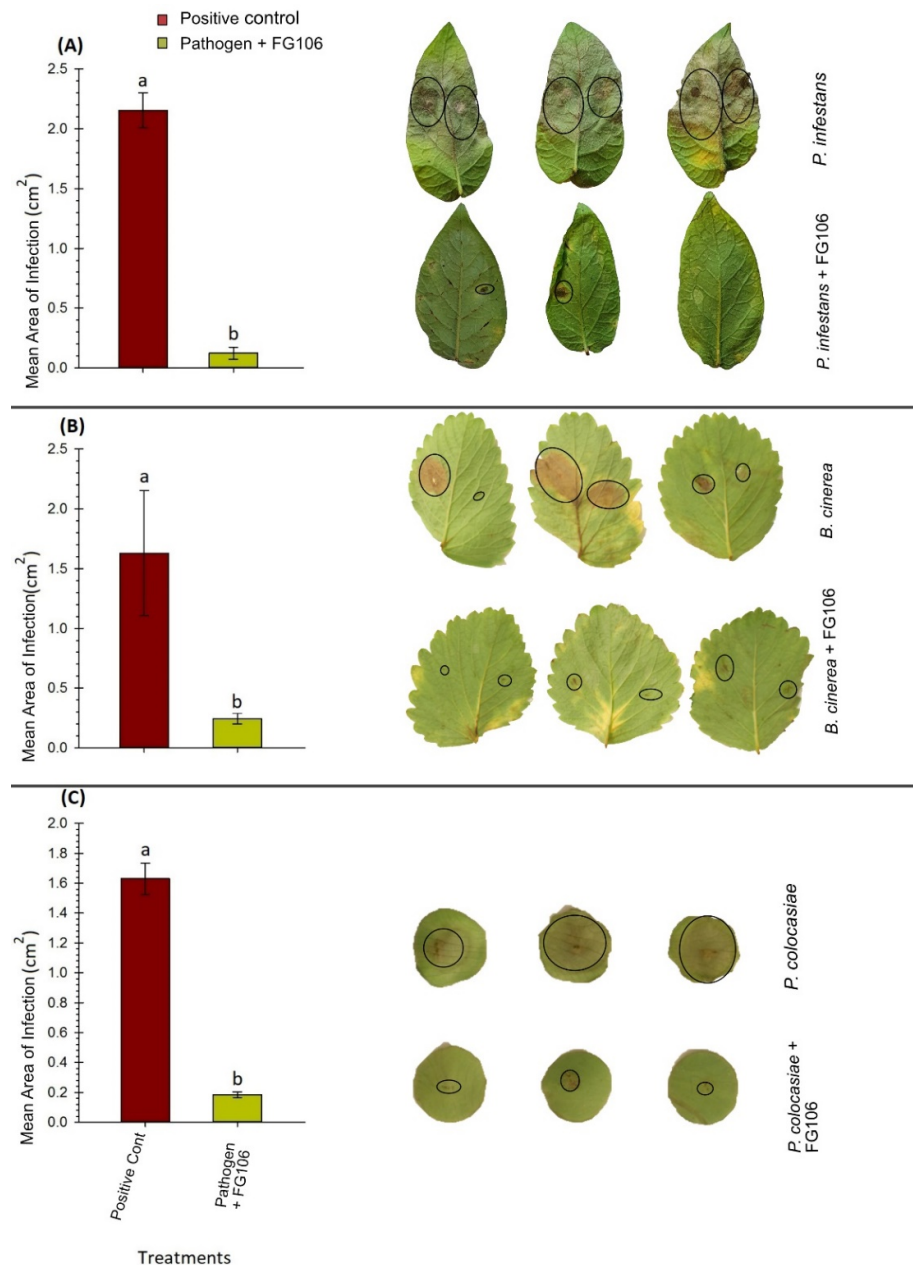 Positive control
Pathogen + FG106
(A)
Mean Area of Infection (cm²)
2.5
2.0
1.5
1.0
0.5
0.0
a
b
P. infestans
P. infestans + FG106
(B)
Mean Area of Infection(cm²)
2.5
2.0
1.5
1.0
0.5
0.0
a
b
B. cinerea
B. cinerea + FG106
(C)
Mean Area of Infection (cm²)
2.0
1.8
1.6
1.4
1.2
1.0
0.8
0.6
0.4
0.2
0.0
a
b
P. colocasiae
P. colocasiae +
FG106
Positive Cont
Pathogen
+ FG106
Treatments